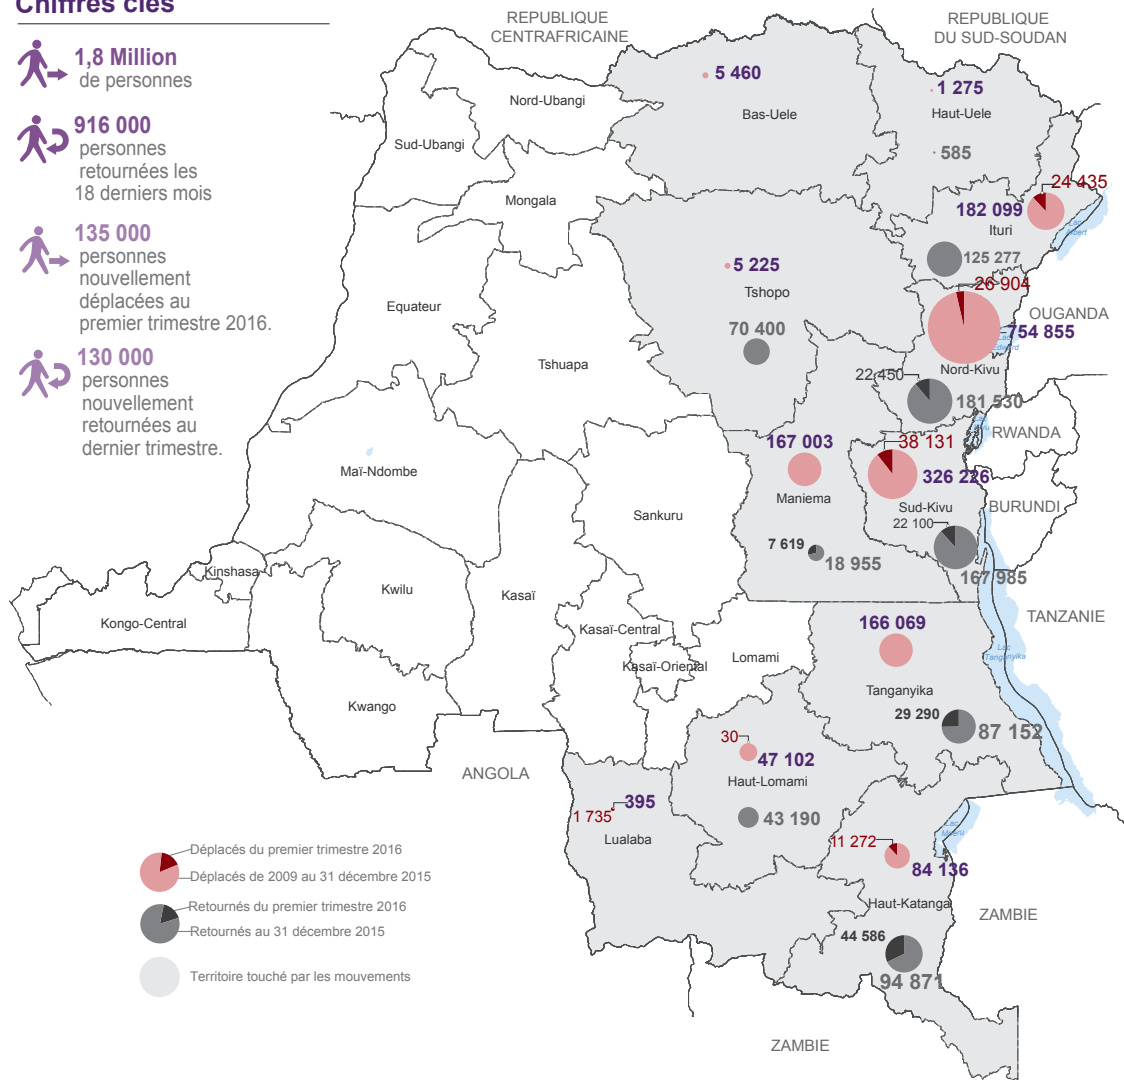 Chiffres clés
1,8 Million
de personnes
916 000
personnes
retournées les
18 derniers mois
135 000
personnes
nouvellement
déplacées au
premier trimestre 2016.
130 000
personnes
nouvellement
retournées au
dernier trimestre.
REPUBLIQUE
CENTRAFRICAINE
REPUBLIQUE
DU SUD-SOUDAN
5 460
Bas-Uele
1 275
Haut-Uele
585
Nord-Ubangi
Sud-Ubangi
Mongala
24 435
182 099
Ituri
Lac
Albert
125 277
5 225
Tshopo
70 400
26 904
OUGANDA
754 855
Lac
Edward
Nord-Kivu
22 450
181 530
Equateur
Tshuapa
RWANDA
167 003
Maniema
7 619
18 955
38 131
326 226
Sud-Kivu
22 100
167 985
BURUNDI
Maï-Ndombe
Sankuru
Kinshasa
Kwilu
Kasaï
Kongo-Central
Kasaï-Central
Kasaï-Oriental
Lomami
TANZANIE
Lac
Tanganyika
166 069
Tanganyika
29 290
87 152
Kwango
ANGOLA
30
47 102
Haut-Lomami
43 190
395
1 735
Lualaba
Lac
Mweru
11 272
84 136
Haut-Katanga
44 586
94 871
ZAMBIE
ZAMBIE
Déplacés du premier trimestre 2016
Déplacés de 2009 au 31 décembre 2015
Retournés du premier trimestre 2016
Retournés au 31 décembre 2015
Territoire touché par les mouvements